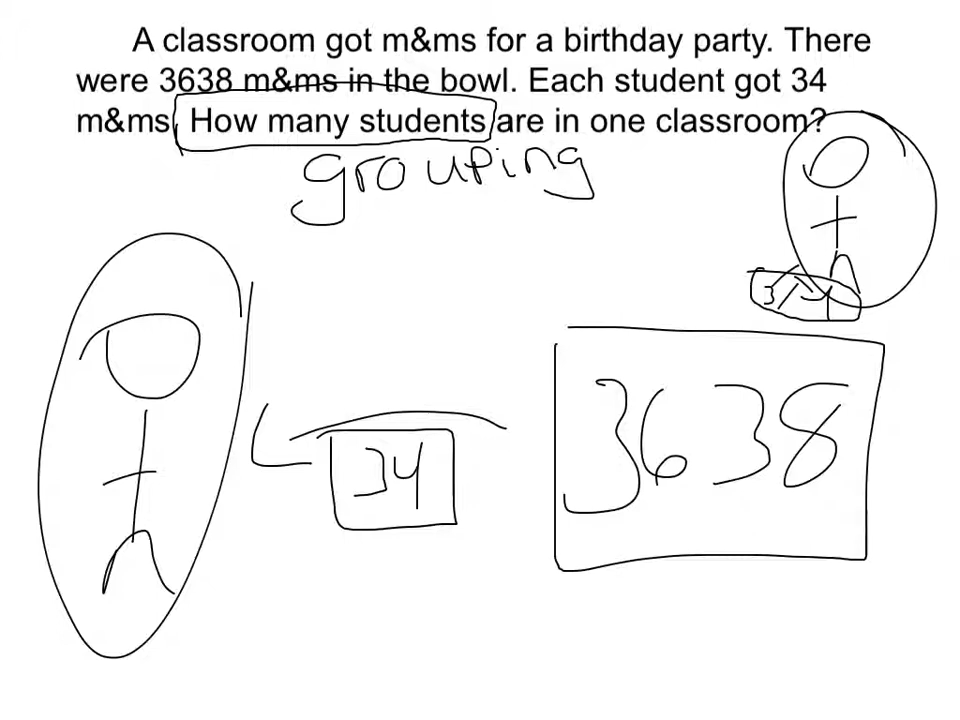 A classroom got m&ms for a birthday party. There
were 3638 m&ms in the bowl. Each student got 34
m&ms. How many students are in one classroom?
grouping
34
3638
34